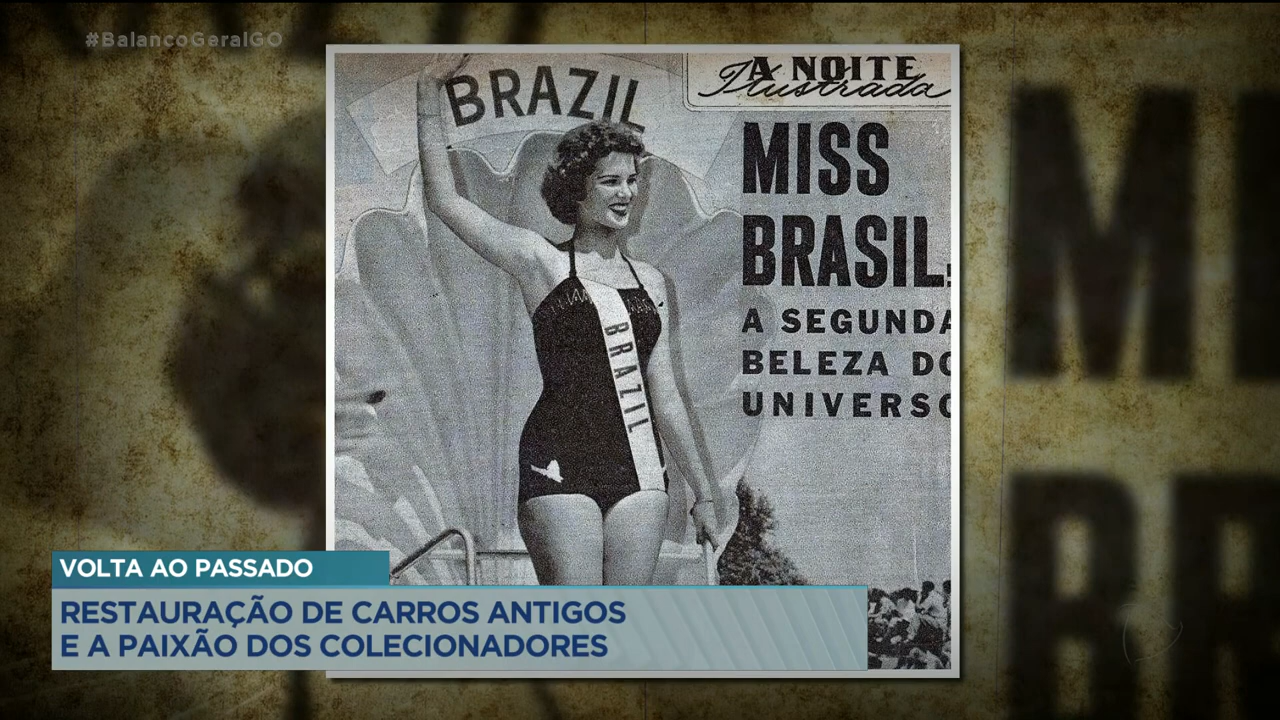 #BalancoGeralGO
BRAZIL
A NOITE
Ilustrada
MISS
BRASIL:
A SEGUNDA
BELEZA DO
UNIVERSO
BRAZIL
VOLTA AO PASSADO
RESTAURAÇÃO DE CARROS ANTIGOS
E A PAIXÃO DOS COLECIONADORES